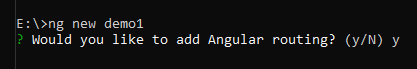 E:\>ng new demo1
? Would you like to add Angular routing? (y/N) y